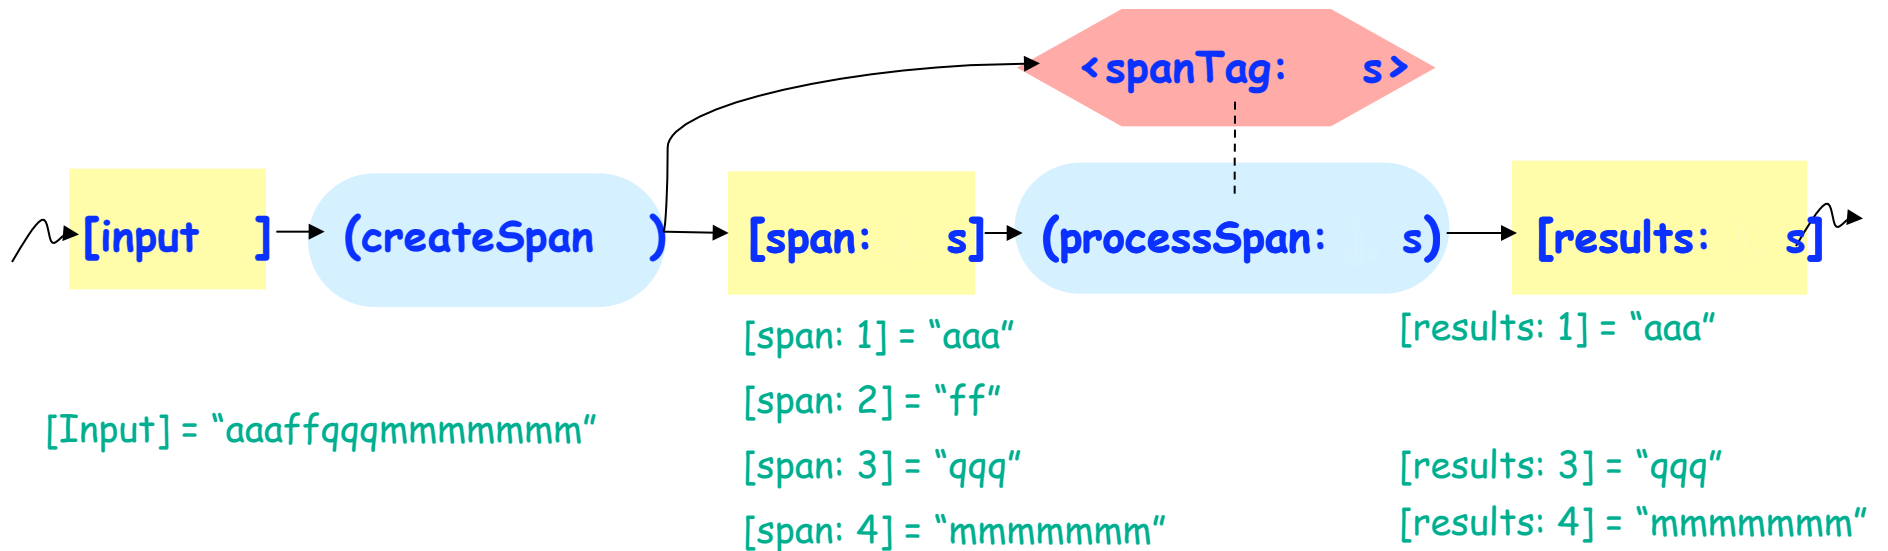 <spanTag: s>
[input ]
(createSpan )
[span: s]
(processSpan: s)
[results: s]
[Input] = “aaaffqqqmmmmmmm”
[span: 1] = “aaa”
[span: 2] = “ff”
[span: 3] = “qqq”
[span: 4] = “mmmmmmm”
[results: 1] = “aaa”
[results: 3] = “qqq”
[results: 4] = “mmmmmmm”